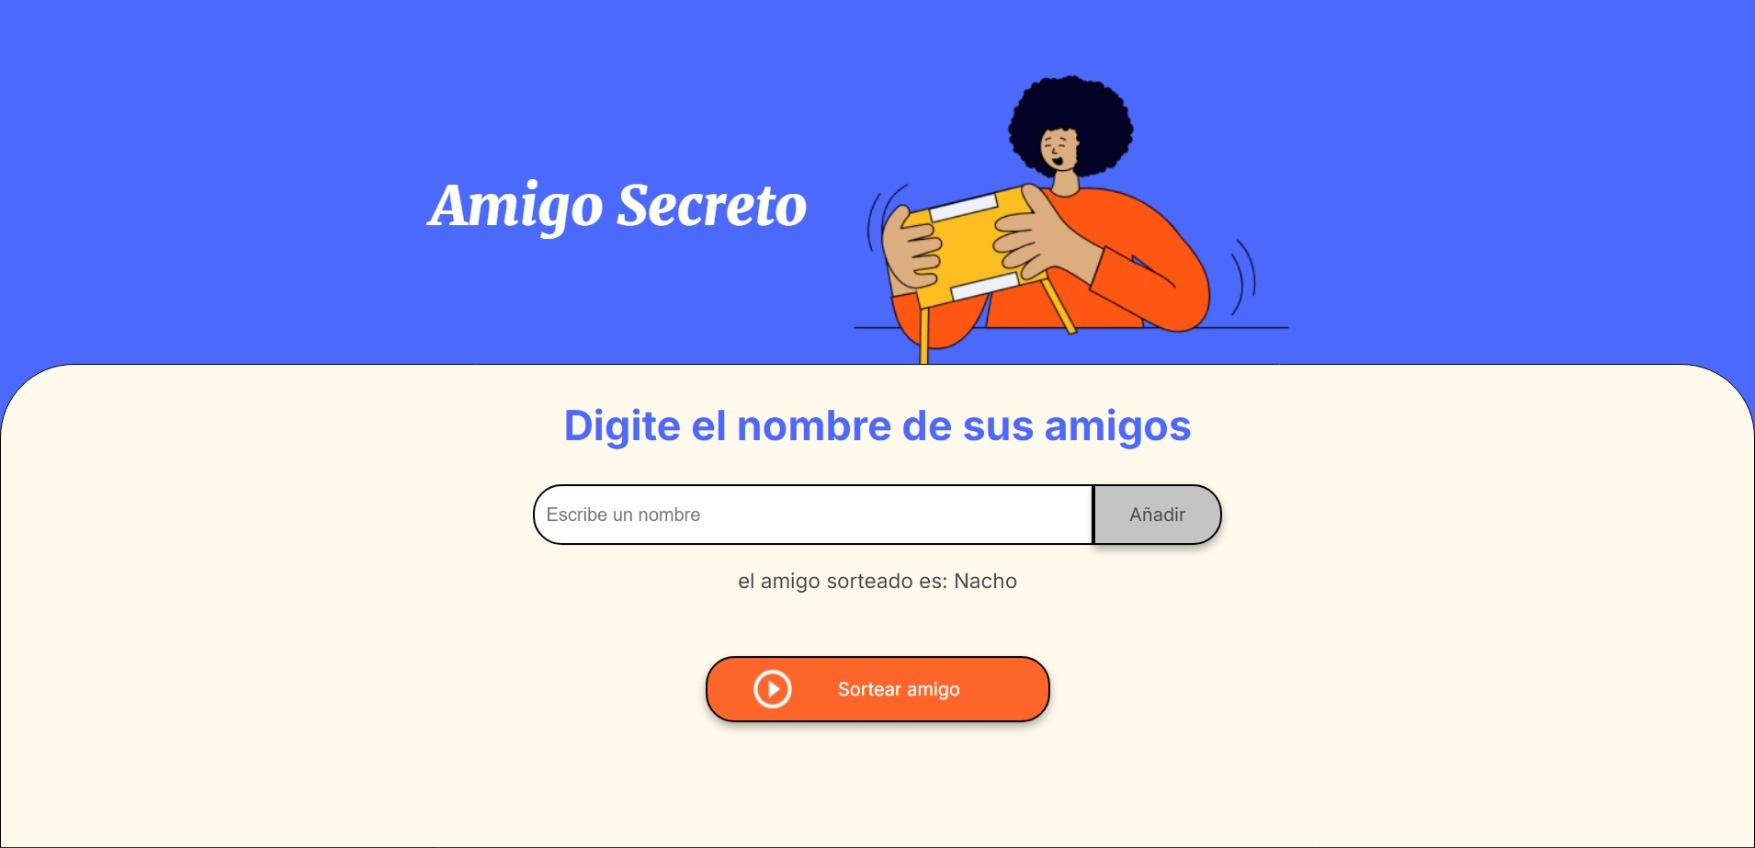 Amigo Secreto
Digite el nombre de sus amigos
Escribe un nombre
Añadir
el amigo sorteado es: Nacho
Sortear amigo